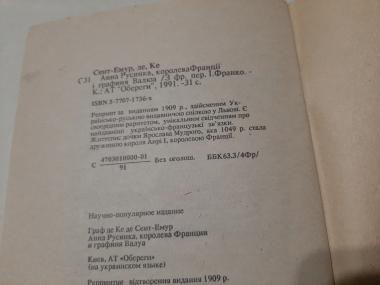 Сент-Емур, де, Ке
С31 Анна Русинка, королева Франції
і графиня Валюа /З фр. пер. І.Франко. -
К.: АТ "Обереги", 1991. -31 с.
ISBN 5-7707-1736-х
Репринт за виданням 1909 р., здійсненим Ук-
раїнсько-руською видавничою спілкою у Львові. Є
своєрідним раритетом, унікальним свідченням про
неподавні українсько-французькі зв'язки.
Життєпис дочки Ярослава Мудрого, яка 1049 р. стала
дружиною короля Анрі І, королевою Франції.
С 4703010000-01 Без оголош. ББК63.3/4Фр/
91
Научно-популярное издание
Граф де Ке де Сент-Емур
Анна Русинка, королева Франции
и графиня Валуа
Киев, АТ «Обереги»
(на украинском языке)
Репринтне відтворення видання 1909 р.